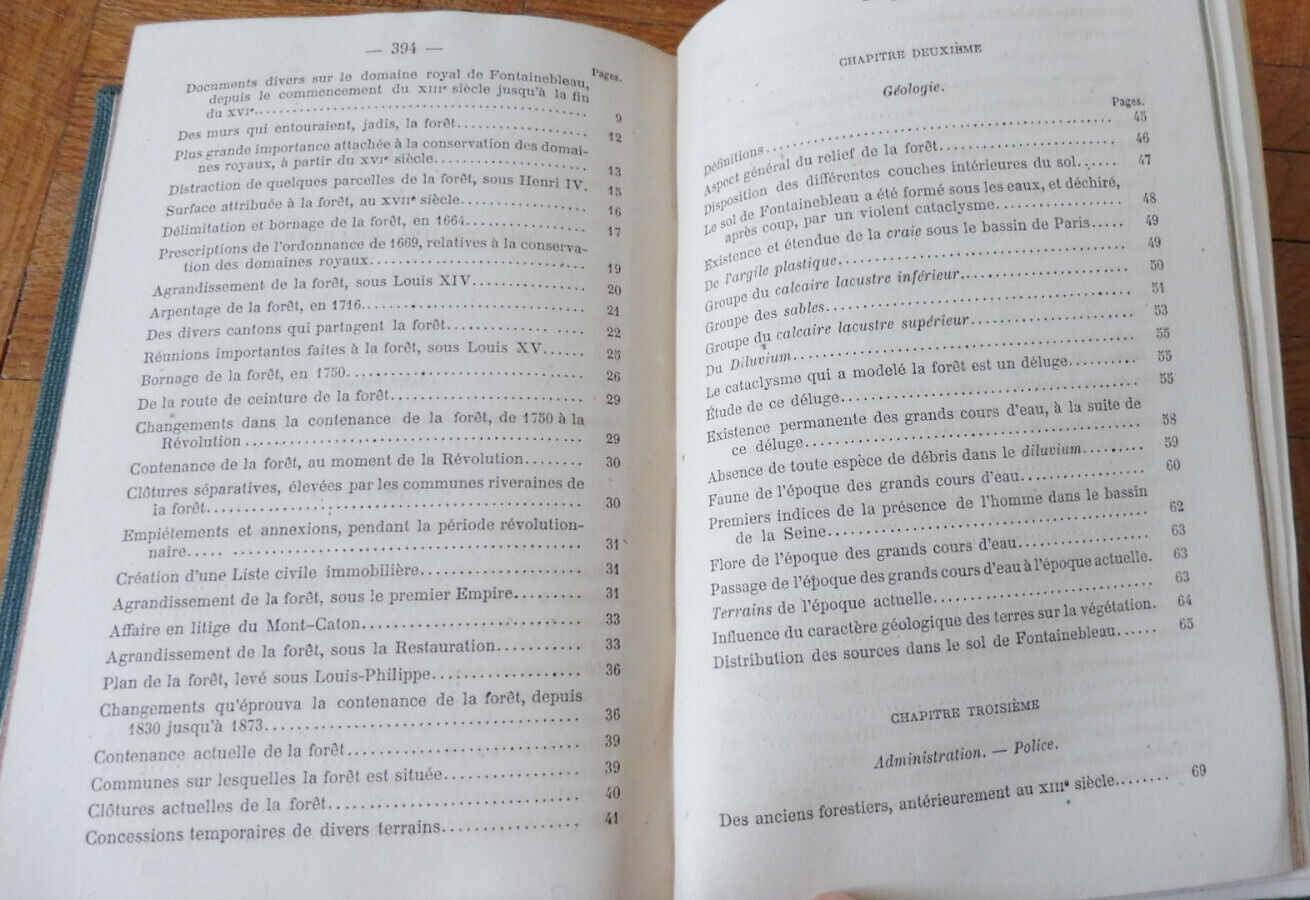 — 394 —
Pages.
Documents divers sur le domaine royal de Fontainebleau,
depuis le commencement du XIIIe siècle jusqu'à la fin
du XVIe........ 9
Des murs qui entouraient, jadis, la forêt........ 12
Plus grande importance attachée à la conservation des domai-
nes royaux, à partir du XVIe siècle........ 13
Distraction de quelques parcelles de la forêt, sous Henri IV. 15
Surface attribuée à la forêt, au XVIIe siècle........ 16
Délimitation et bornage de la forêt, en 1664........ 17
Prescriptions de l'ordonnance de 1669, relatives à la conserva-
tion des domaines royaux........ 19
Agrandissement de la forêt, sous Louis XIV........ 20
Arpentage de la forêt, en 1716........ 21
Des divers cantons qui partagent la forêt........ 22
Réunions importantes faites à la forêt, sous Louis XV...... 25
Bornage de la forêt, en 1750........ 26
De la route de ceinture de la forêt........ 29
Changements dans la contenance de la forêt, de 1750 à la
Révolution........ 29
Contenance de la forêt, au moment de la Révolution........ 30
Clôtures séparatives, élevées par les communes riveraines de
la forêt........ 30
Empiétements et annexions, pendant la période révolution-
naire........ 31
Création d'une Liste civile immobilière........ 31
Agrandissement de la forêt, sous le premier Empire........ 31
Affaire en litige du Mont-Caton........ 33
Agrandissement de la forêt, sous la Restauration........ 33
Plan de la forêt, levé sous Louis-Philippe........ 36
Changements qu'éprouva la contenance de la forêt, depuis
1830 jusqu'à 1873........ 36
Contenance actuelle de la forêt........ 39
Communes sur lesquelles la forêt est située........ 39
Clôtures actuelles de la forêt........ 40
Concessions temporaires de divers terrains........ 41
CHAPITRE DEUXIÈME
Géologie.
Pages.
Définitions........ 45
Aspect général du relief de la forêt........ 46
Disposition des différentes couches intérieures du sol...... 47
Le sol de Fontainebleau a été formé sous les eaux, et déchiré,
après coup, par un violent cataclysme........ 48
Existence et étendue de la craie sous le bassin de Paris..... 49
De l'argile plastique........ 49
Groupe du calcaire lacustre inférieur........ 50
Groupe des sables........ 51
Groupe du calcaire lacustre supérieur........ 53
Du Diluvium........ 55
Le cataclysme qui a modelé la forêt est un déluge........ 55
Étude de ce déluge........ 55
Existence permanente des grands cours d'eau, à la suite de
ce déluge........ 58
Absence de toute espèce de débris dans le diluvium........ 59
Faune de l'époque des grands cours d'eau........ 60
Premiers indices de la présence de l'homme dans le bassin
de la Seine........ 62
Flore de l'époque des grands cours d'eau........ 63
Passage de l'époque des grands cours d'eau à l'époque actuelle. 63
Terrains de l'époque actuelle........ 63
Influence du caractère géologique des terres sur la végétation. 64
Distribution des sources dans le sol de Fontainebleau...... 65
CHAPITRE TROISIÈME
Administration. — Police.
Des anciens forestiers, antérieurement au XIIIe siècle........ 69